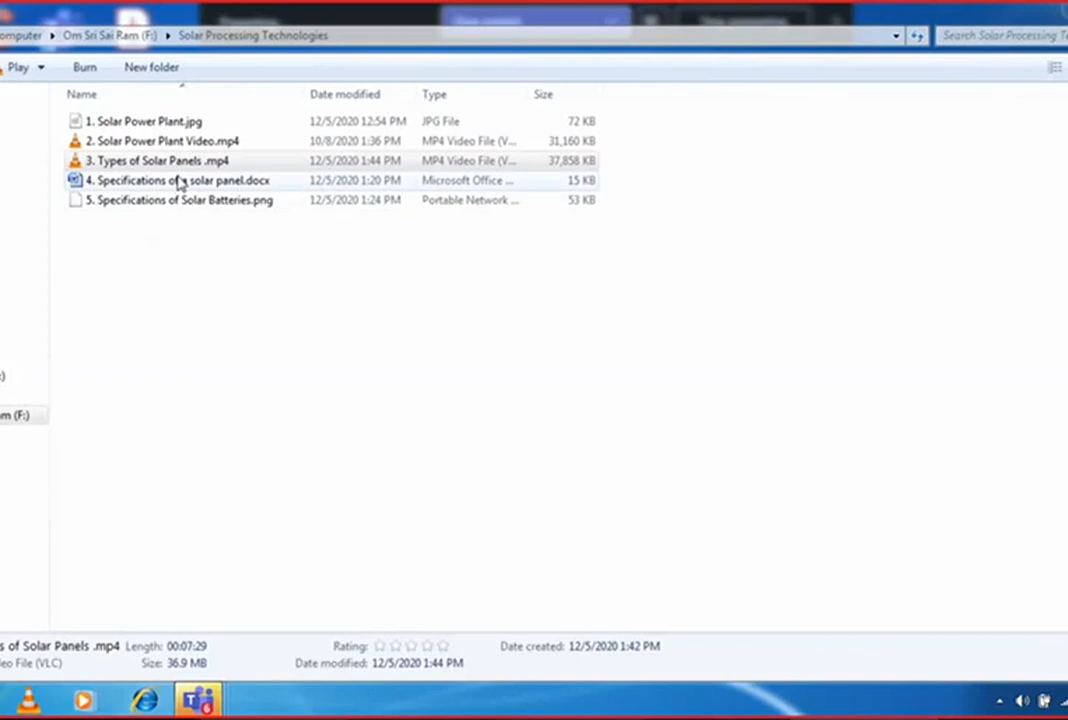 omputer ▸ Om Sri Sai Ram (F:) ▸ Solar Processing Technologies Search Solar Processing Te
Play Burn New folder
Name Date modified Type Size
1. Solar Power Plant.jpg 12/5/2020 12:54 PM JPG File 72 KB
2. Solar Power Plant Video.mp4 10/8/2020 1:36 PM MP4 Video File (V... 31,160 KB
3. Types of Solar Panels .mp4 12/5/2020 1:44 PM MP4 Video File (V... 37,858 KB
4. Specifications of a solar panel.docx 12/5/2020 1:20 PM Microsoft Office ... 15 KB
5. Specifications of Solar Batteries.png 12/5/2020 1:24 PM Portable Network ... 53 KB
:)
m (F:)
s of Solar Panels .mp4 Length: 00:07:29 Rating: Date created: 12/5/2020 1:42 PM
eo File (VLC) Size: 36.9 MB Date modified: 12/5/2020 1:44 PM
T 6